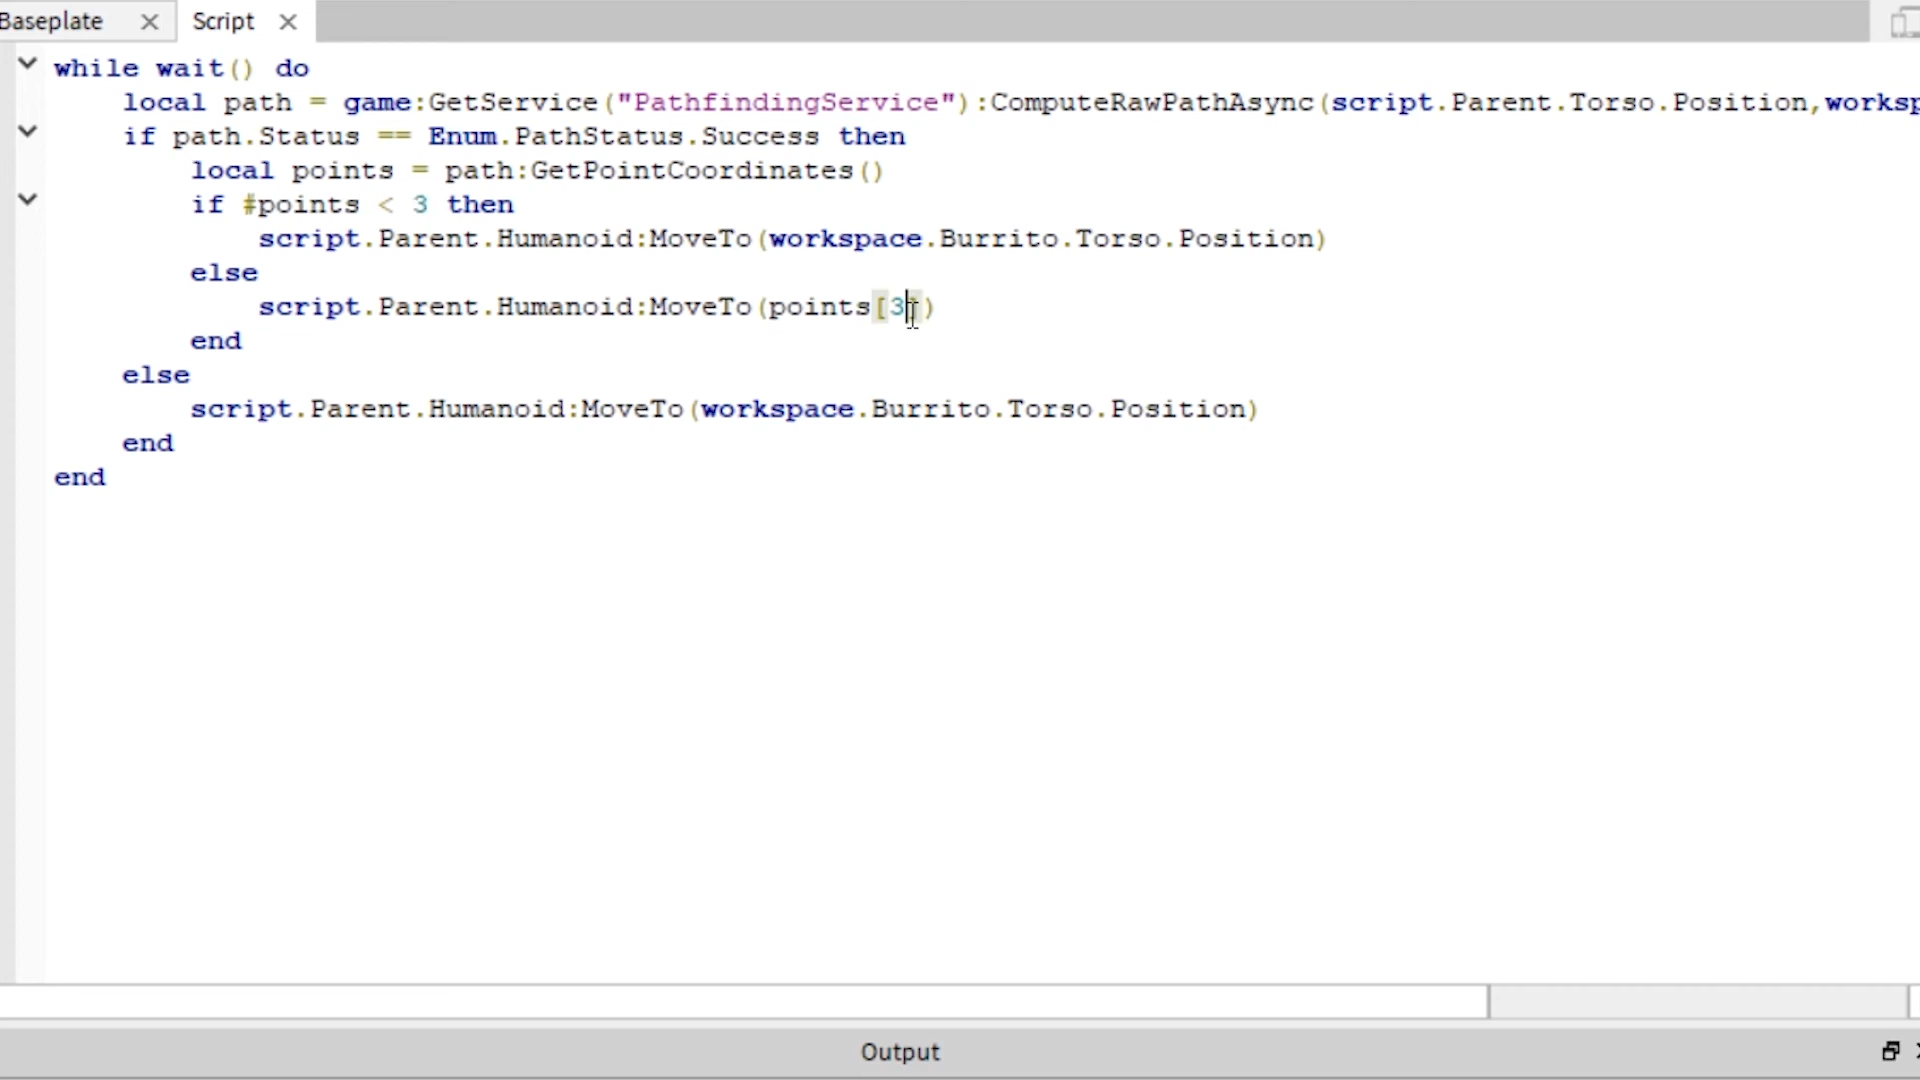 Baseplate
Script
while wait() do
local path = game:GetService("PathfindingService"):ComputeRawPathAsync(script.Parent.Torso.Position,worksp
if path.Status == Enum.PathStatus.Success then
local points = path:GetPointCoordinates()
if #points < 3 then
script.Parent.Humanoid:MoveTo(workspace.Burrito.Torso.Position)
else
script.Parent.Humanoid:MoveTo(points[3])
end
else
script.Parent.Humanoid:MoveTo(workspace.Burrito.Torso.Position)
end
end
Output